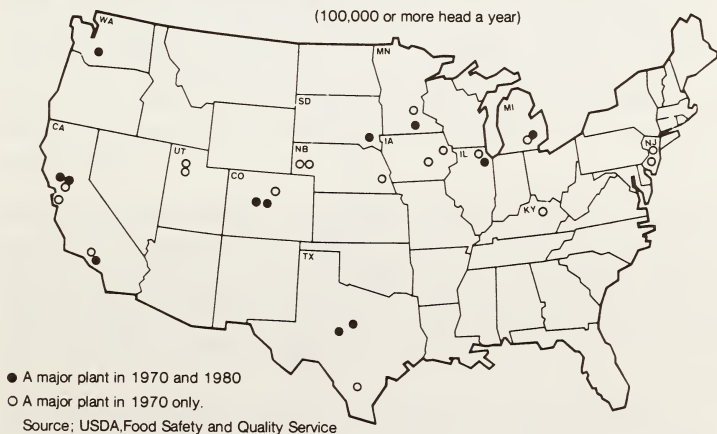 (100,000 or more head a year)
WA
MN
SD
MI
CA
IA
NJ
UT
NB
IL
CO
KY
TX
● A major plant in 1970 and 1980
○ A major plant in 1970 only.
Source; USDA,Food Safety and Quality Service